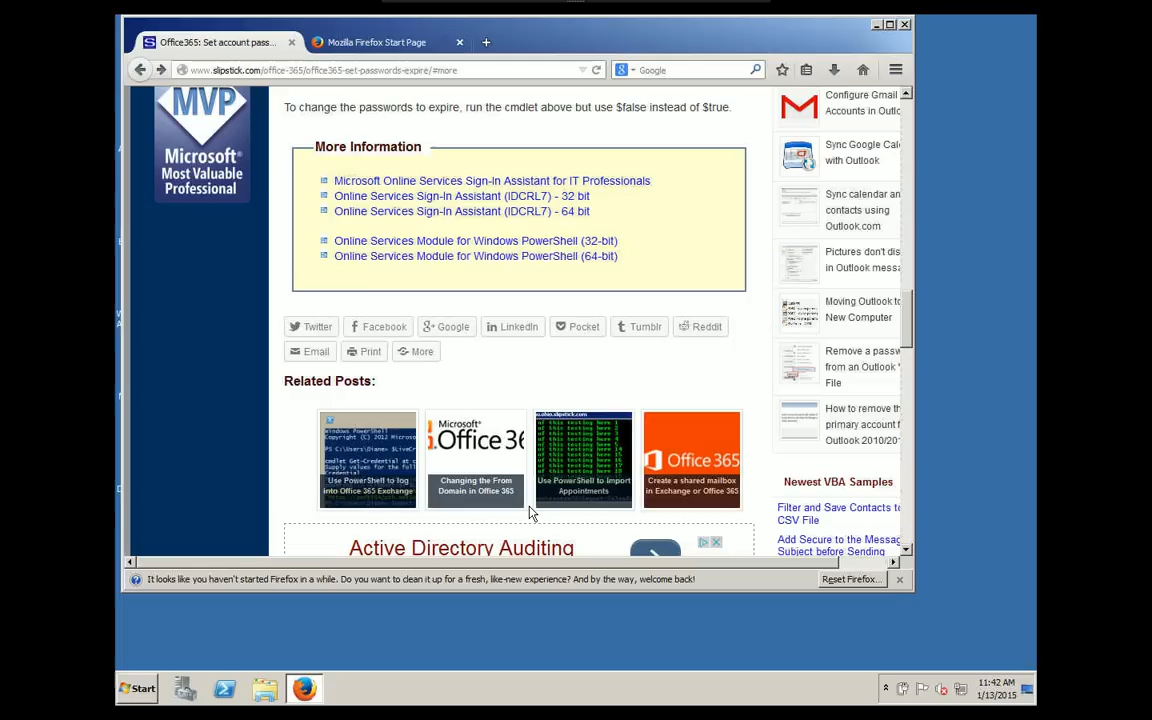 Office365: Set account pass...
Mozilla Firefox Start Page
www.slipstick.com/office-365/office365-set-passwords-expire/#more
Google
MVP
Microsoft
Most Valuable
Professional
To change the passwords to expire, run the cmdlet above but use $false instead of $true.
More Information
Microsoft Online Services Sign-In Assistant for IT Professionals
Online Services Sign-In Assistant (IDCRL7) - 32 bit
Online Services Sign-In Assistant (IDCRL7) - 64 bit
Online Services Module for Windows PowerShell (32-bit)
Online Services Module for Windows PowerShell (64-bit)
Twitter
Facebook
Google
LinkedIn
Pocket
Tumblr
Reddit
Email
Print
More
Related Posts:
Use PowerShell to log
into Office 365 Exchange
Microsoft®
Office 36
Changing the From
Domain in Office 365
Use PowerShell to Import
Appointments
Office 365
Create a shared mailbox
in Exchange or Office 365
Active Directory Auditing
Configure Gmail
Accounts in Outlo
Sync Google Cal
with Outlook
Sync calendar an
contacts using
Outlook.com
Pictures don't dis
in Outlook messa
Moving Outlook to
New Computer
Remove a passw
from an Outlook
File
How to remove th
primary account f
Outlook 2010/20
Newest VBA Samples
Filter and Save Contacts to
CSV File
Add Secure to the Messag
Subject before Sending
It looks like you haven't started Firefox in a while. Do you want to clean it up for a fresh, like-new experience? And by the way, welcome back!
Reset Firefox...
Start
11:42 AM
1/13/2015